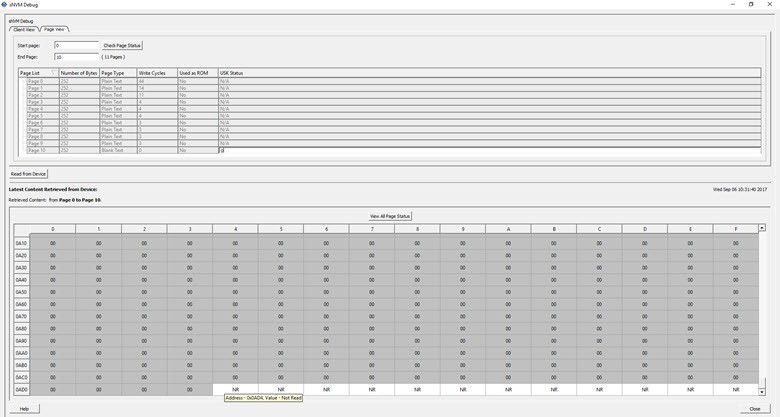 sNVM Debug
sNVM Debug
Client View Page View
Start page: 0 Check Page Status
End Page: 10 ( 11 Pages )
Page List Number of Bytes Page Type Write Cycles Used as ROM USK Status
Page 0 252 Plain Text 44 No N/A
Page 1 252 Plain Text 14 No N/A
Page 2 252 Plain Text 11 No N/A
Page 3 252 Plain Text 4 No N/A
Page 4 252 Plain Text 4 No N/A
Page 5 252 Plain Text 4 No N/A
Page 6 252 Plain Text 3 No N/A
Page 7 252 Plain Text 3 No N/A
Page 8 252 Plain Text 3 No N/A
Page 9 252 Plain Text 3 No N/A
Page 10 252 Blank Text 0 No
Read from Device
Latest Content Retrieved from Device: Wed Sep 06 10:31:40 2017
Retrieved Content: from Page 0 to Page 10.
View All Page Status
0 1 2 3 4 5 6 7 8 9 A B C D E F
0A10 00 00 00 00 00 00 00 00 00 00 00 00 00 00 00 00
0A20 00 00 00 00 00 00 00 00 00 00 00 00 00 00 00 00
0A30 00 00 00 00 00 00 00 00 00 00 00 00 00 00 00 00
0A40 00 00 00 00 00 00 00 00 00 00 00 00 00 00 00 00
0A50 00 00 00 00 00 00 00 00 00 00 00 00 00 00 00 00
0A60 00 00 00 00 00 00 00 00 00 00 00 00 00 00 00 00
0A70 00 00 00 00 00 00 00 00 00 00 00 00 00 00 00 00
0A80 00 00 00 00 00 00 00 00 00 00 00 00 00 00 00 00
0A90 00 00 00 00 00 00 00 00 00 00 00 00 00 00 00 00
0AA0 00 00 00 00 00 00 00 00 00 00 00 00 00 00 00 00
0AB0 00 00 00 00 00 00 00 00 00 00 00 00 00 00 00 00
0AC0 00 00 00 00 00 00 00 00 00 00 00 00 00 00 00 00
0AD0 00 00 00 00 NR NR NR NR NR NR NR NR NR NR NR NR
Address - 0x0AD4, Value - Not Read
Help Close